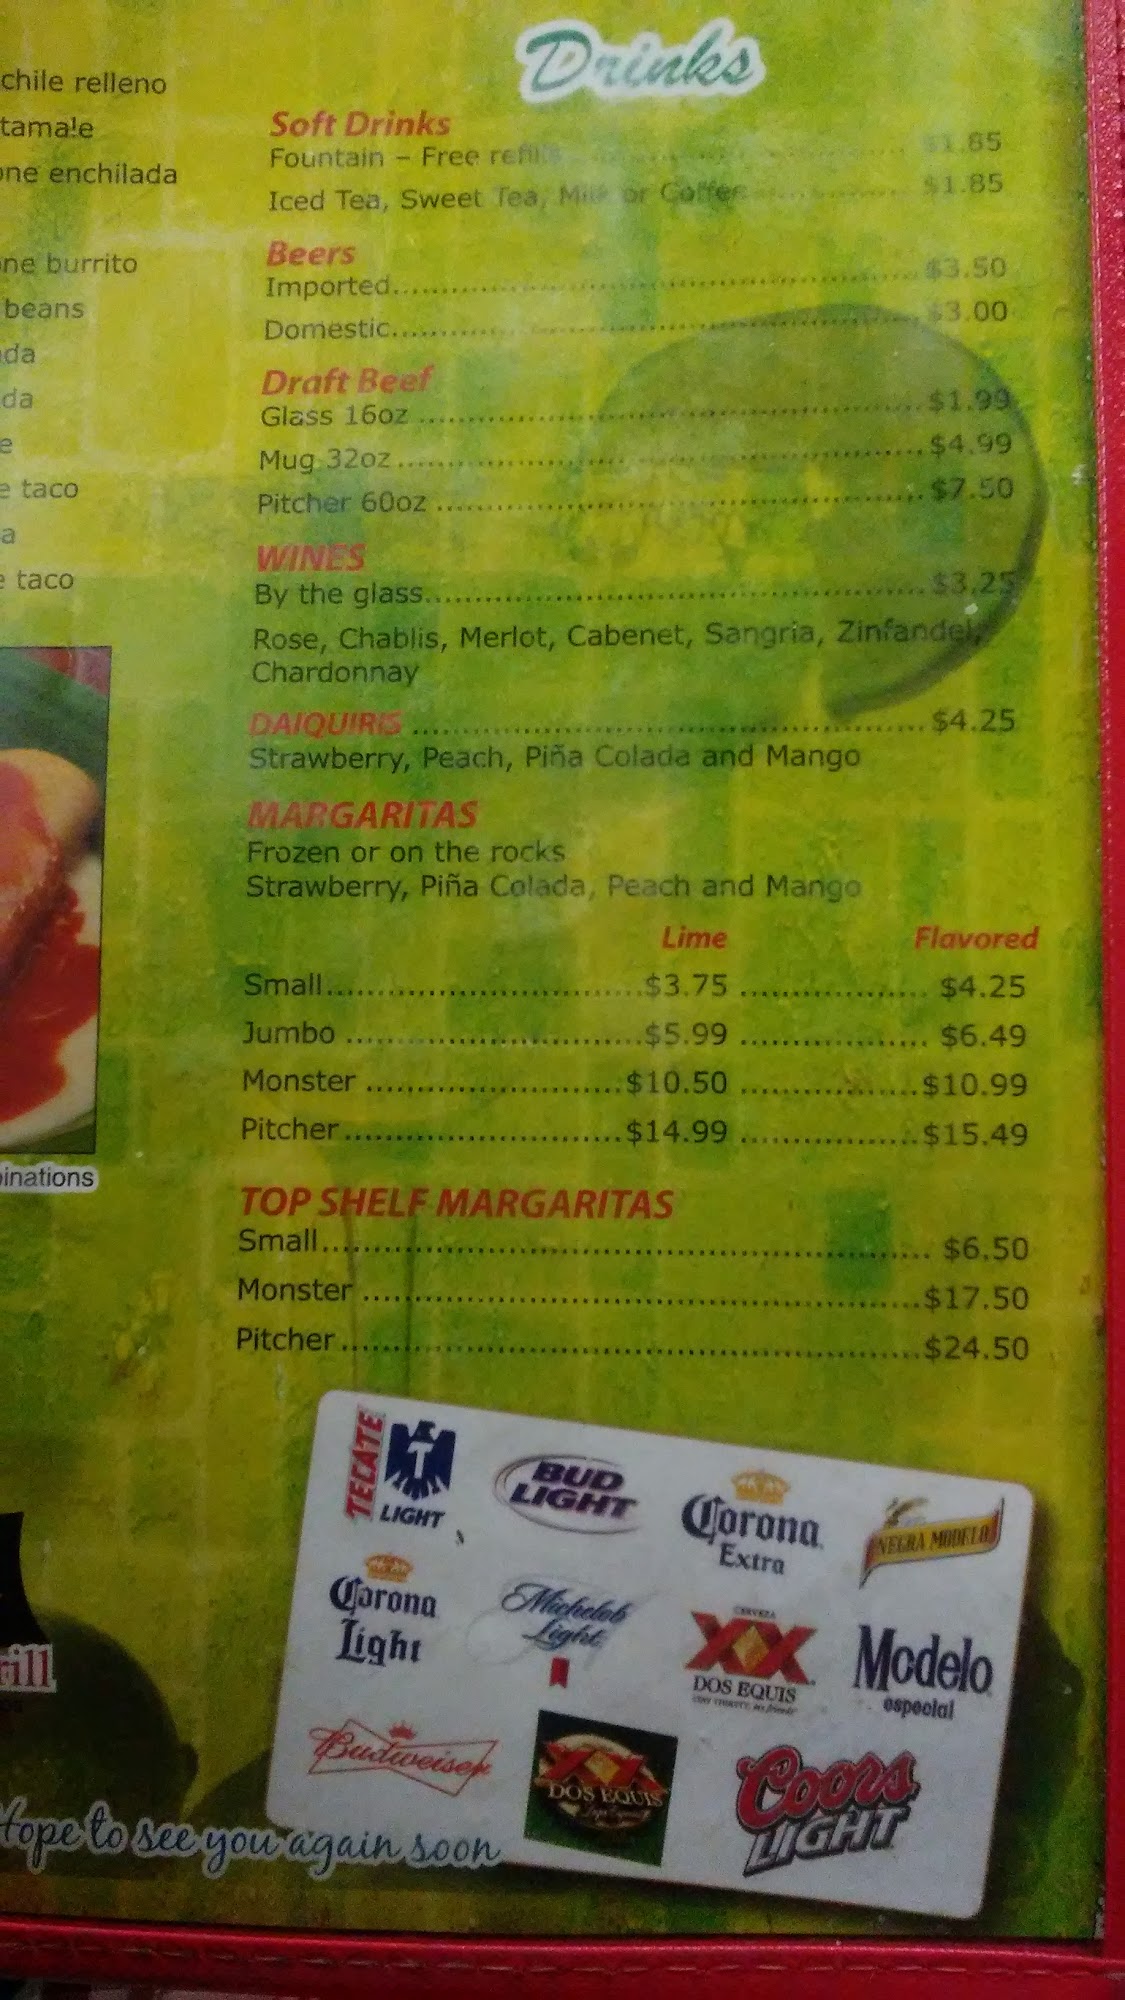 chile relleno
tamale
one enchilada
one burrito
beans
ada
da
e
e taco
a
e taco
binations
rill
Drinks
Soft Drinks
Fountain – Free refills $1.85
Iced Tea, Sweet Tea, Milk or Coffee $1.85
Beers
Imported $3.50
Domestic $3.00
Draft Beef
Glass 16oz $1.99
Mug 32oz $4.99
Pitcher 60oz $7.50
WINES
By the glass $3.25
Rose, Chablis, Merlot, Cabenet, Sangria, Zinfandel,
Chardonnay
DAIQUIRIS $4.25
Strawberry, Peach, Piña Colada and Mango
MARGARITAS
Frozen or on the rocks
Strawberry, Piña Colada, Peach and Mango
Lime Flavored
Small $3.75 $4.25
Jumbo $5.99 $6.49
Monster $10.50 $10.99
Pitcher $14.99 $15.49
TOP SHELF MARGARITAS
Small $6.50
Monster $17.50
Pitcher $24.50
TECATE
T
LIGHT
BUD
LIGHT
Corona
Extra
NEGRA MODELO
Corona
Light
Michelob
Light
CERVEZA
XX
DOS EQUIS
Modelo
especial
Budweiser
XX
DOS EQUIS
Coors
LIGHT
Hope to see you again soon